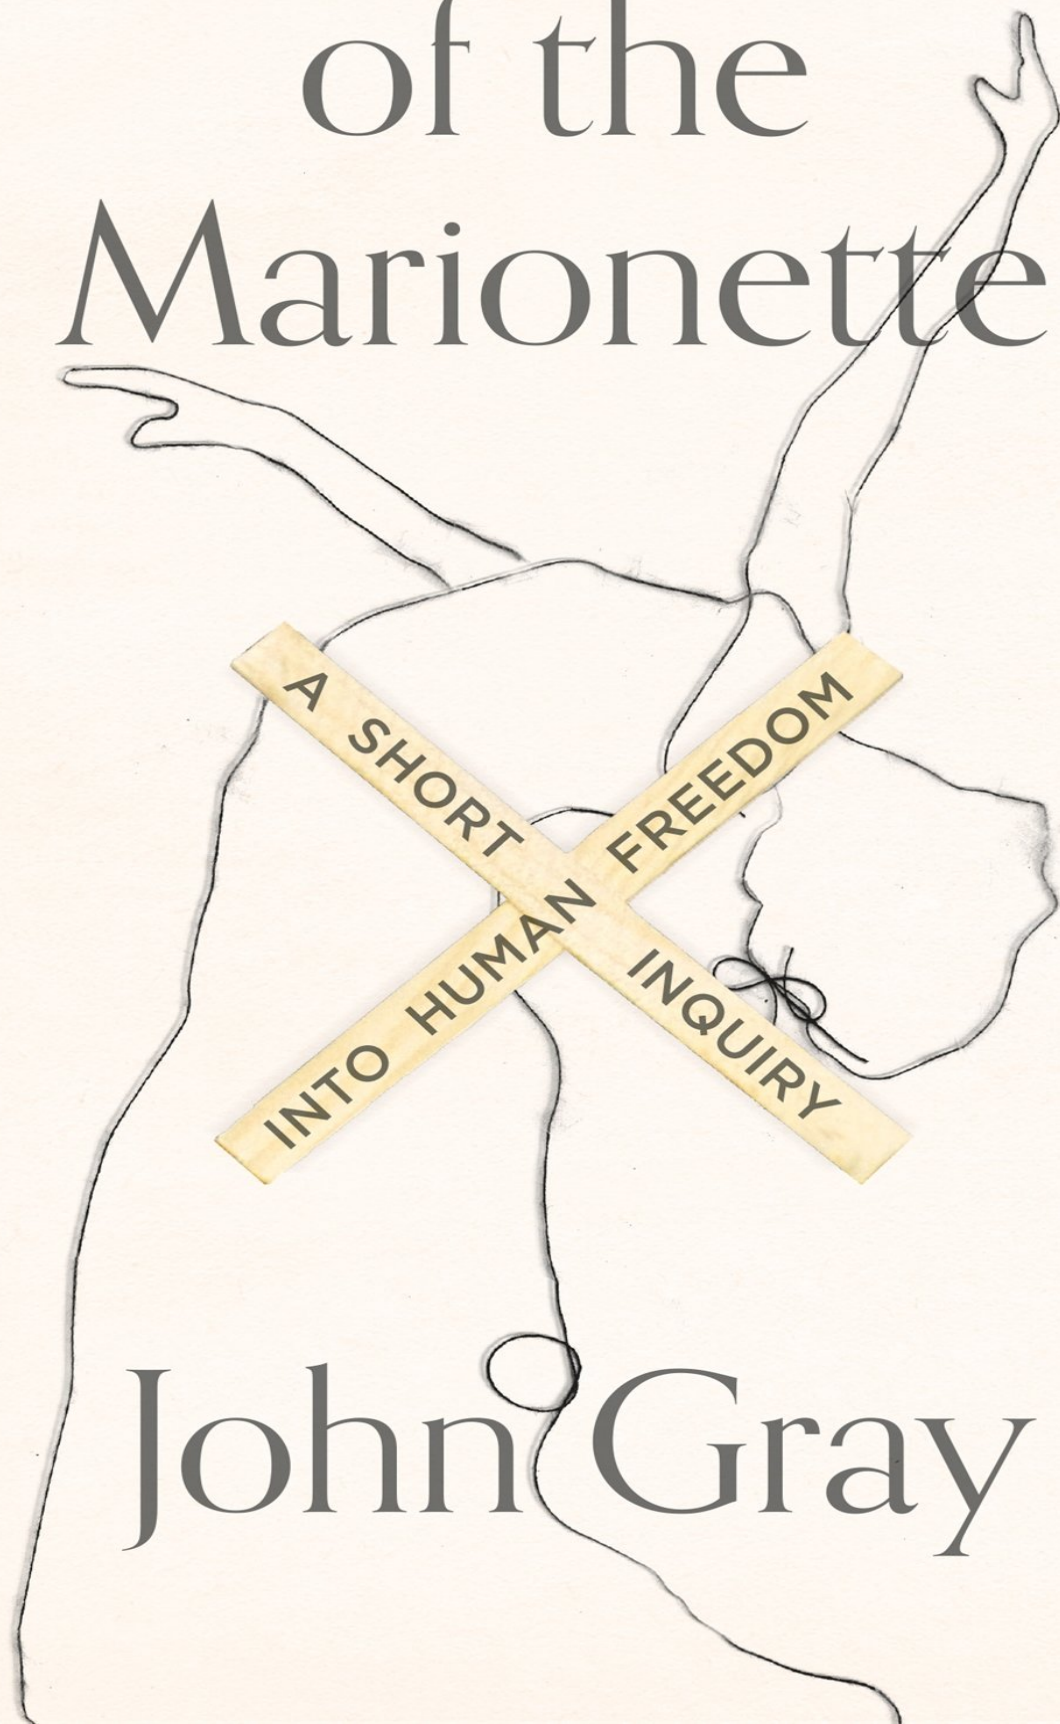 of the
Marionette
A SHORT INQUIRY
INTO HUMAN FREEDOM
John Gray